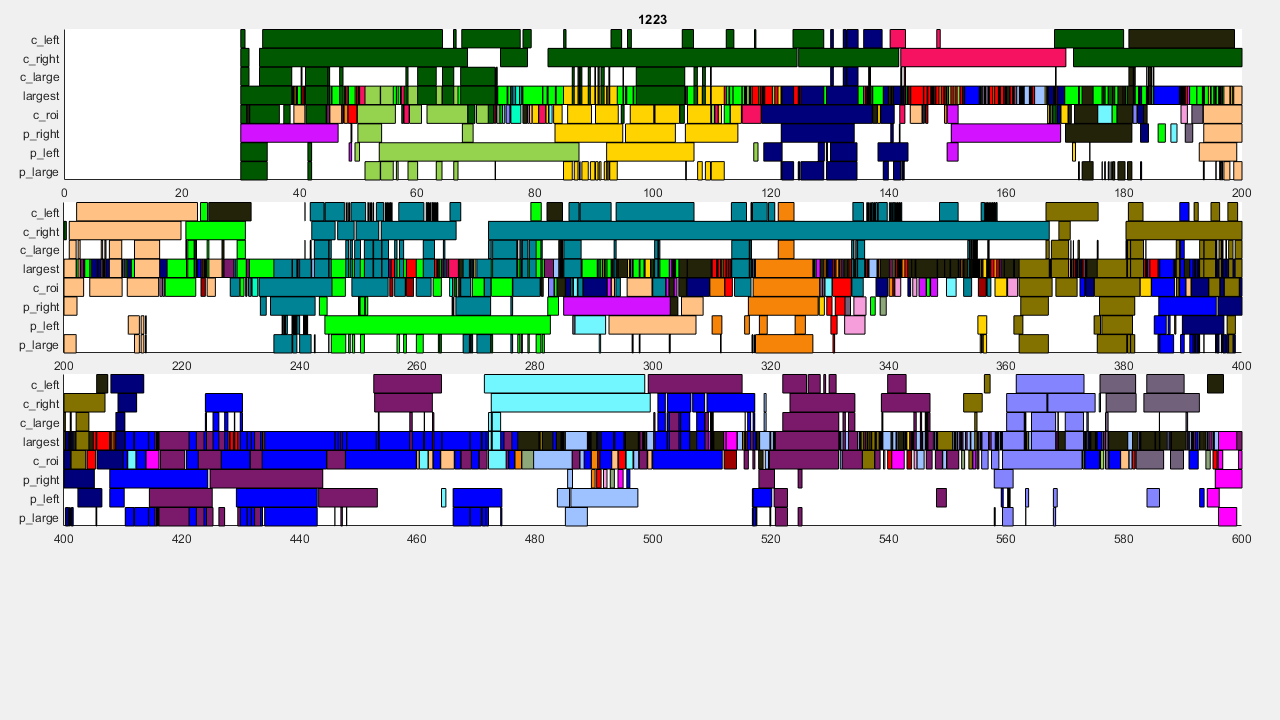 1223
c_left
c_right
c_large
largest
c_roi
p_right
p_left
p_large
0 20 40 60 80 100 120 140 160 180 200
c_left
c_right
c_large
largest
c_roi
p_right
p_left
p_large
200 220 240 260 280 300 320 340 360 380 400
c_left
c_right
c_large
largest
c_roi
p_right
p_left
p_large
400 420 440 460 480 500 520 540 560 580 600